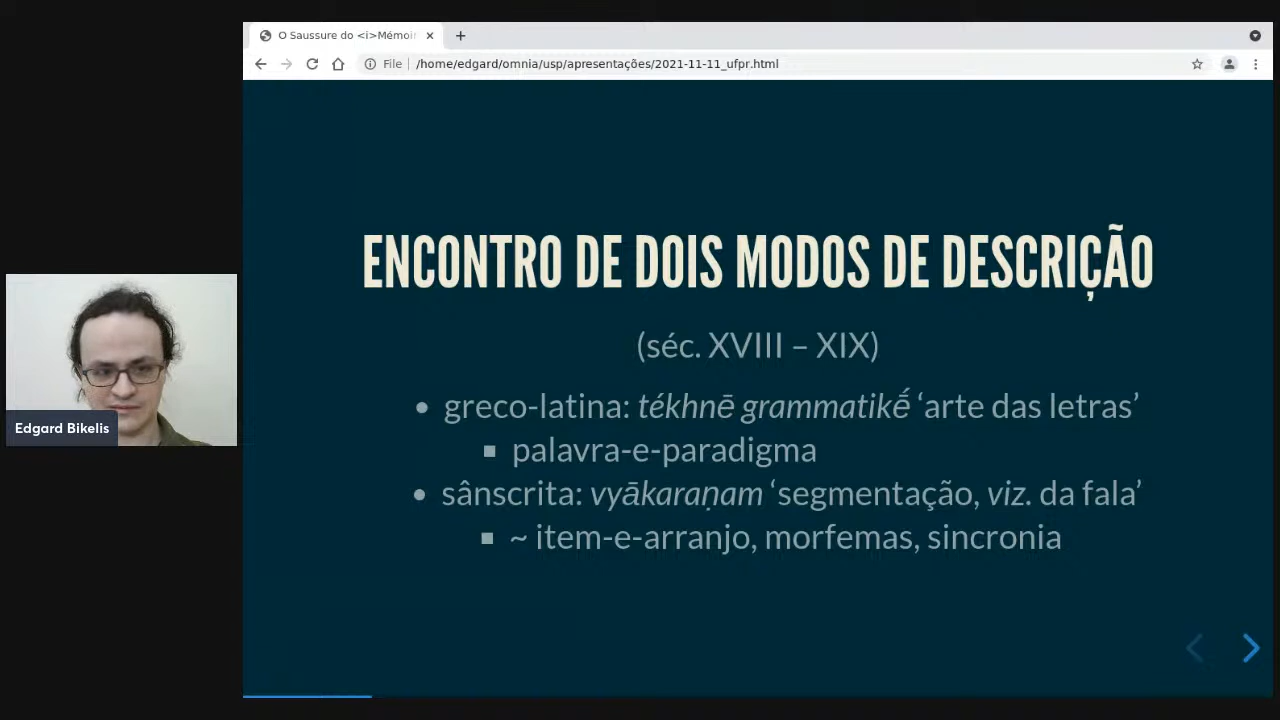 O Saussure do <i>Mémoir
File
/home/edgard/omnia/usp/apresentações/2021-11-11_ufpr.html
ENCONTRO DE DOIS MODOS DE DESCRIÇÃO
(séc. XVIII – XIX)
• greco-latina: tékhnē grammatikḗ ‘arte das letras’
▪ palavra-e-paradigma
• sânscrita: vyākaraṇam ‘segmentação, viz. da fala’
▪ ~ item-e-arranjo, morfemas, sincronia
Edgard Bikelis